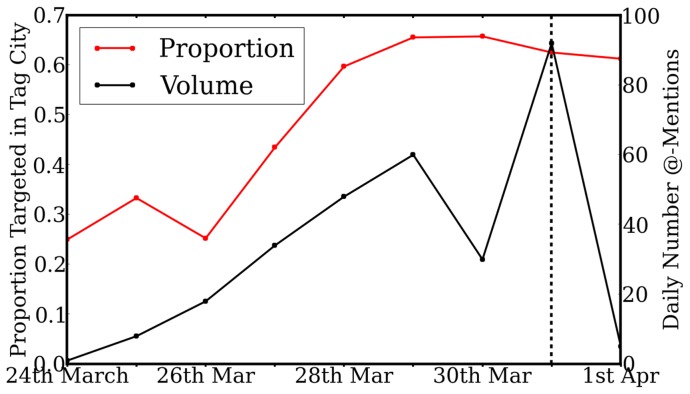 Proportion Targeted in Tag City
0.7
0.6
0.5
0.4
0.3
0.2
0.1
0.0
Proportion
Volume
100
80
60
40
20
0
Daily Number @-Mentions
24th March 26th Mar 28th Mar 30th Mar 1st Apr